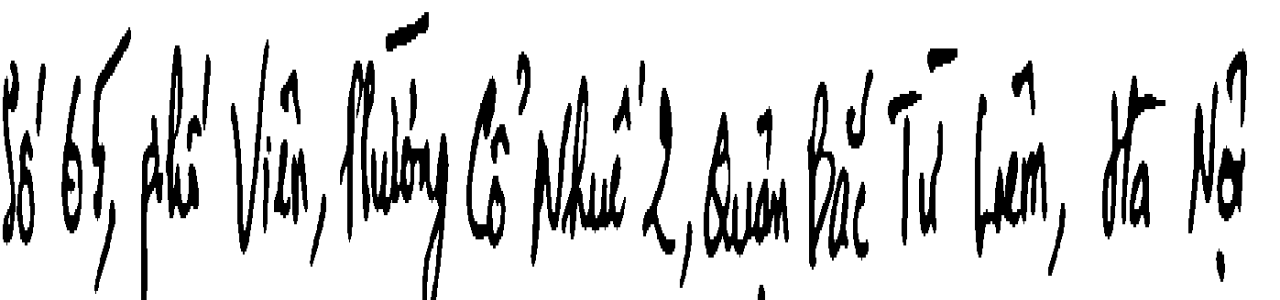 Số 65, phố Viên, Phường Cổ Nhuế 2, Quận Bắc Từ Liêm, Hà Nội